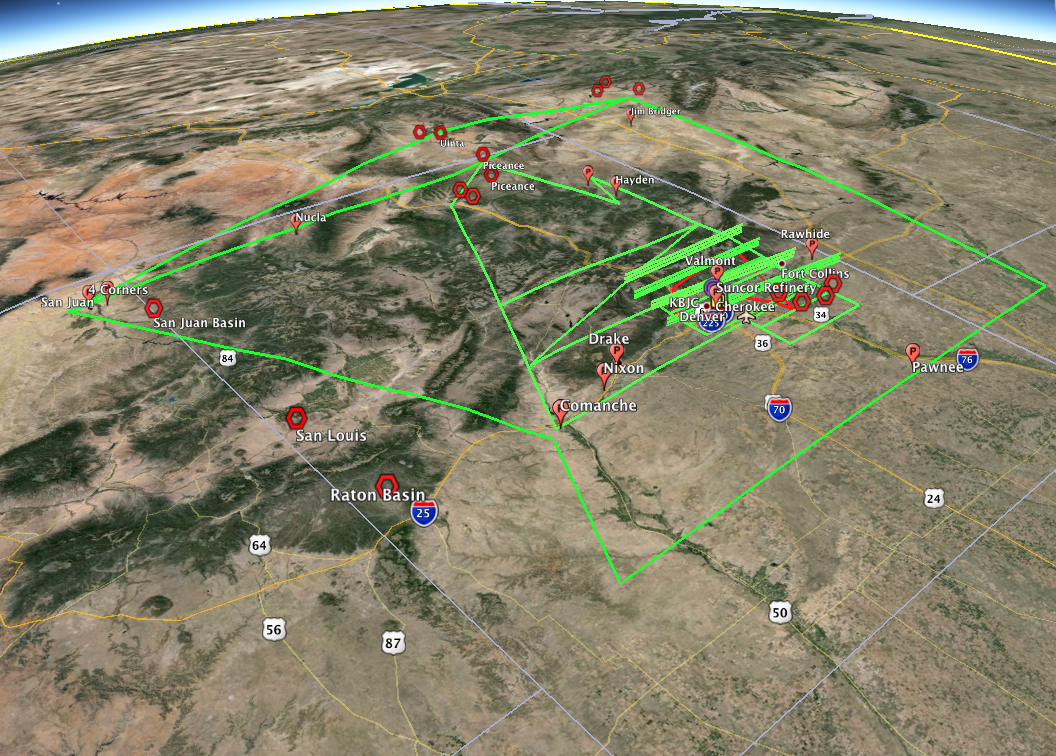 Jim Bridger
Uinta
Piceance
Piceance
Hayden
Nucla
Rawhide
Valmont
Fort Collins
4 Corners
San Juan
Suncor Refinery
KBJC
Cherokee
Denver
San Juan Basin
225
34
36
84
Drake
P
Nixon
P
Pawnee
76
Comanche
70
San Louis
Raton Basin
25
24
64
50
56
87